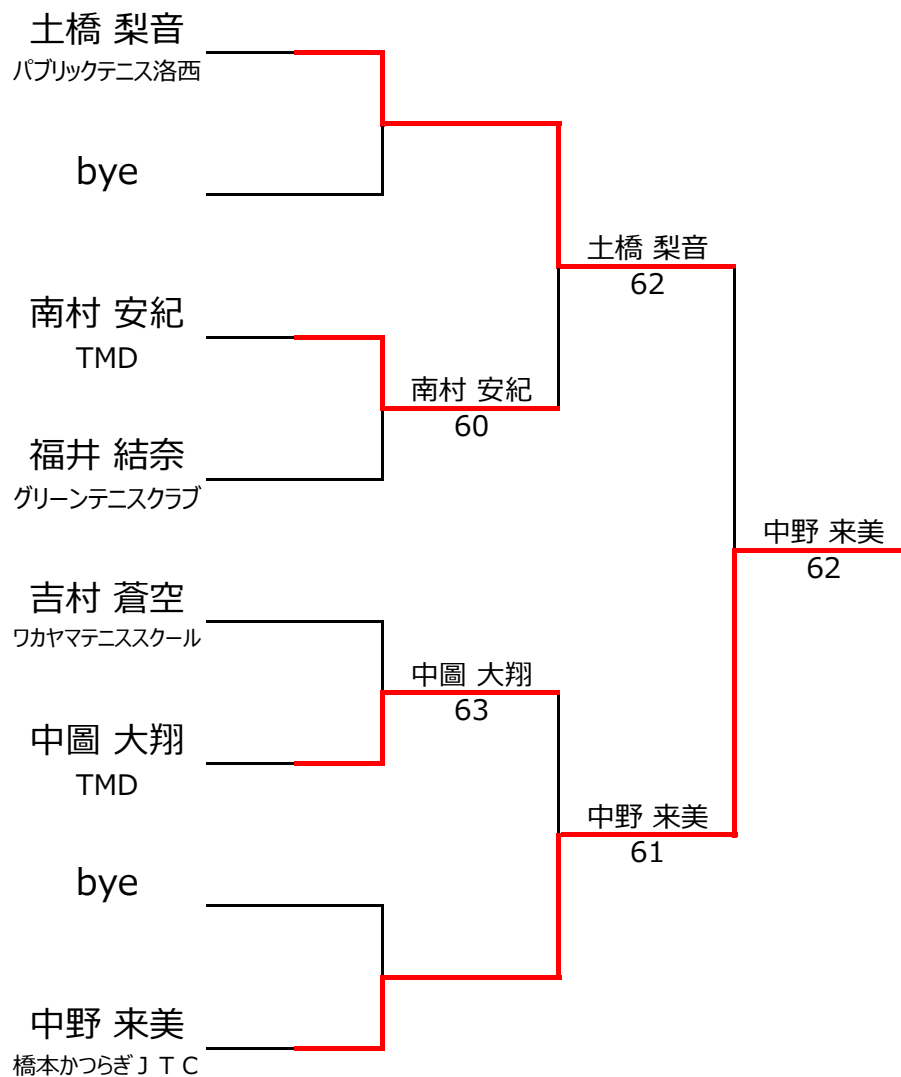 土橋 梨音
パブリックテニス洛西
bye
土橋 梨音
62
南村 安紀
TMD
南村 安紀
60
福井 結奈
グリーンテニスクラブ
中野 来美
62
吉村 蒼空
ワカヤマテニススクール
中圖 大翔
63
中圖 大翔
TMD
中野 来美
61
bye
中野 来美
橋本かつらぎＪＴＣ